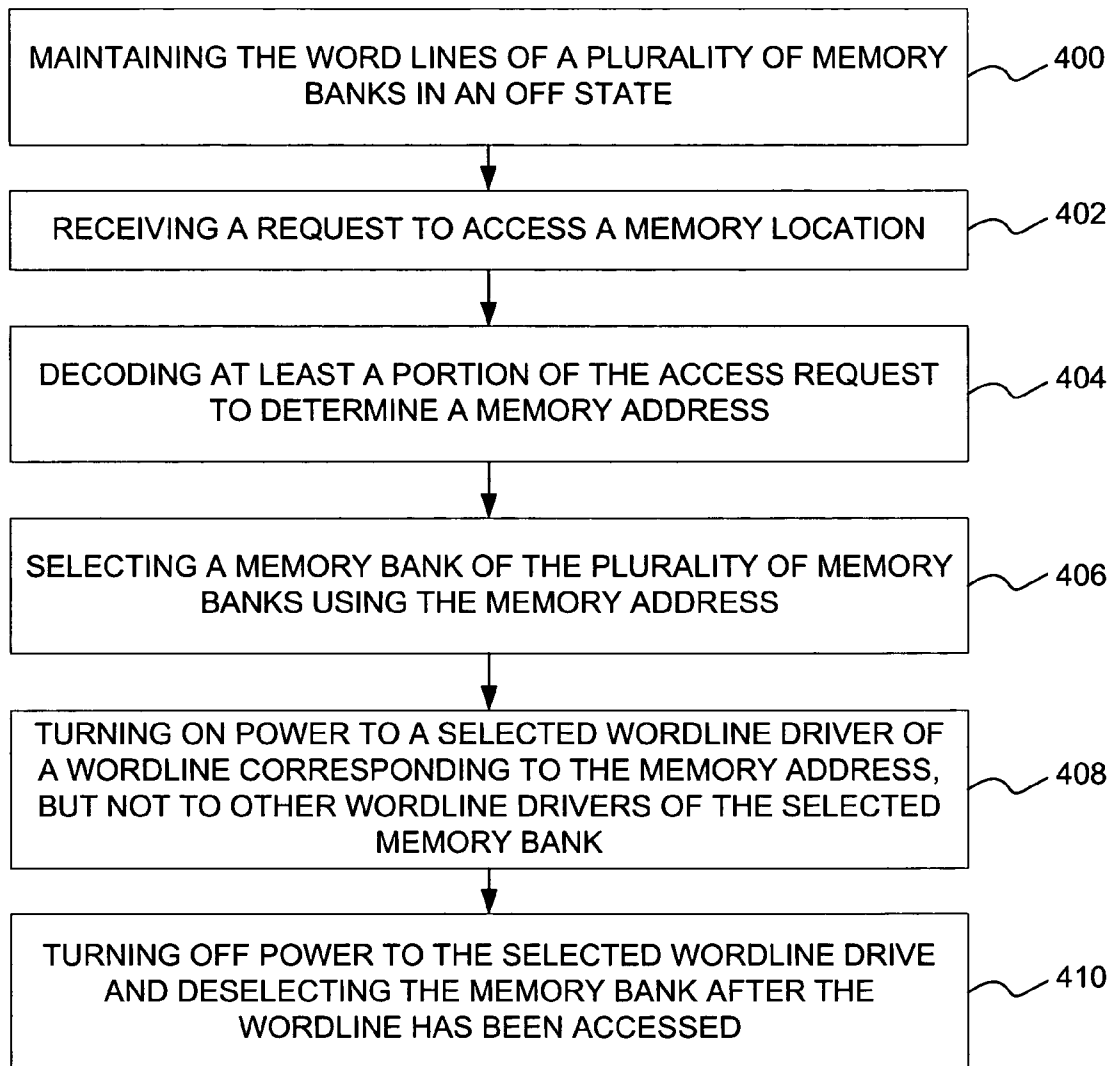 MAINTAINING THE WORD LINES OF A PLURALITY OF MEMORY
BANKS IN AN OFF STATE
400
RECEIVING A REQUEST TO ACCESS A MEMORY LOCATION
402
DECODING AT LEAST A PORTION OF THE ACCESS REQUEST
TO DETERMINE A MEMORY ADDRESS
404
SELECTING A MEMORY BANK OF THE PLURALITY OF MEMORY
BANKS USING THE MEMORY ADDRESS
406
TURNING ON POWER TO A SELECTED WORDLINE DRIVER OF
A WORDLINE CORRESPONDING TO THE MEMORY ADDRESS,
BUT NOT TO OTHER WORDLINE DRIVERS OF THE SELECTED
MEMORY BANK
408
TURNING OFF POWER TO THE SELECTED WORDLINE DRIVE
AND DESELECTING THE MEMORY BANK AFTER THE
WORDLINE HAS BEEN ACCESSED
410